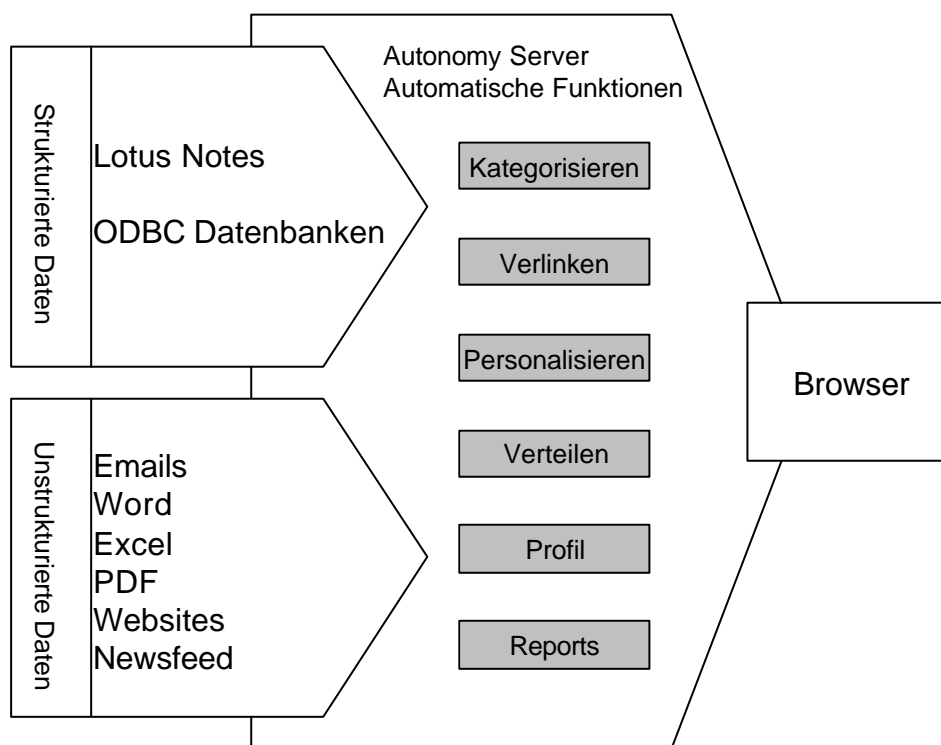 Strukturierte Daten
Lotus Notes
ODBC Datenbanken
Unstrukturierte Daten
Emails
Word
Excel
PDF
Websites
Newsfeed
Autonomy Server
Automatische Funktionen
Kategorisieren
Verlinken
Personalisieren
Verteilen
Profil
Reports
Browser